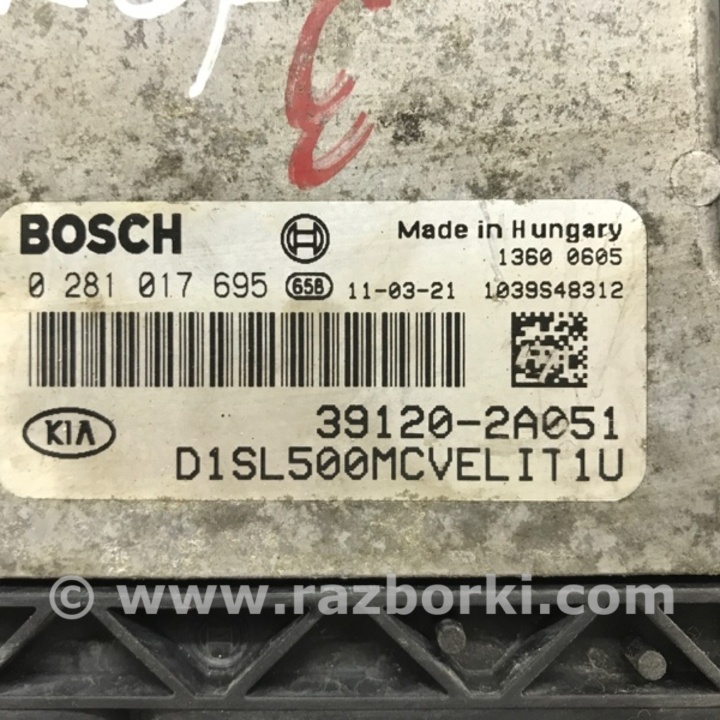 BOSCH Made in Hungary
1360 0605
0 281 017 695 65B 11-03-21 1039S48312
KIA 39120-2A051
D1SL500MCVELIT1U
© www.razborki.com